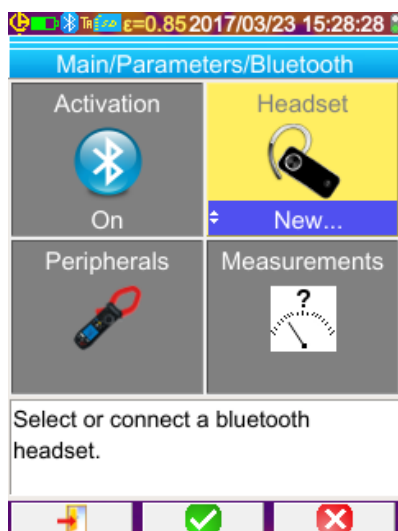 ε=0.85 2017/03/23 15:28:28
Main/Parameters/Bluetooth
Activation
Headset
On
New...
Peripherals
Measurements
?
Select or connect a bluetooth
headset.